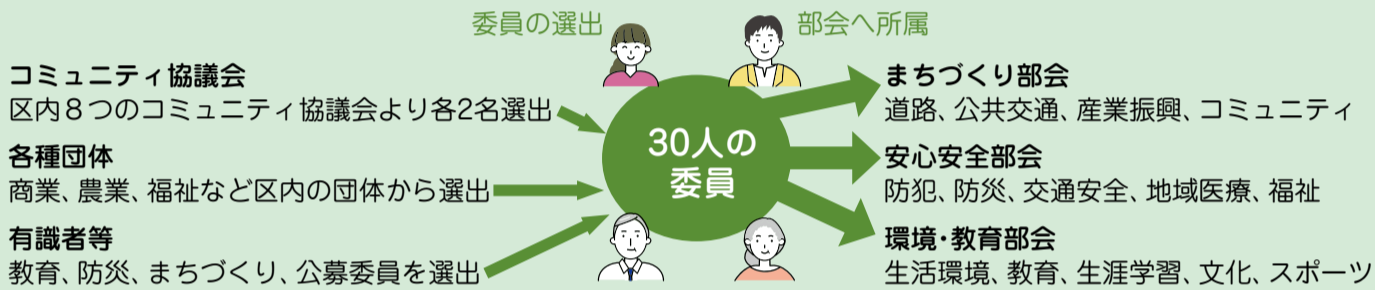 委員の選出
部会へ所属
コミュニティ協議会
区内８つのコミュニティ協議会より各2名選出
各種団体
商業、農業、福祉など区内の団体から選出
有識者等
教育、防災、まちづくり、公募委員を選出
30人の
委員
まちづくり部会
道路、公共交通、産業振興、コミュニティ
安心安全部会
防犯、防災、交通安全、地域医療、福祉
環境・教育部会
生活環境、教育、生涯学習、文化、スポーツ